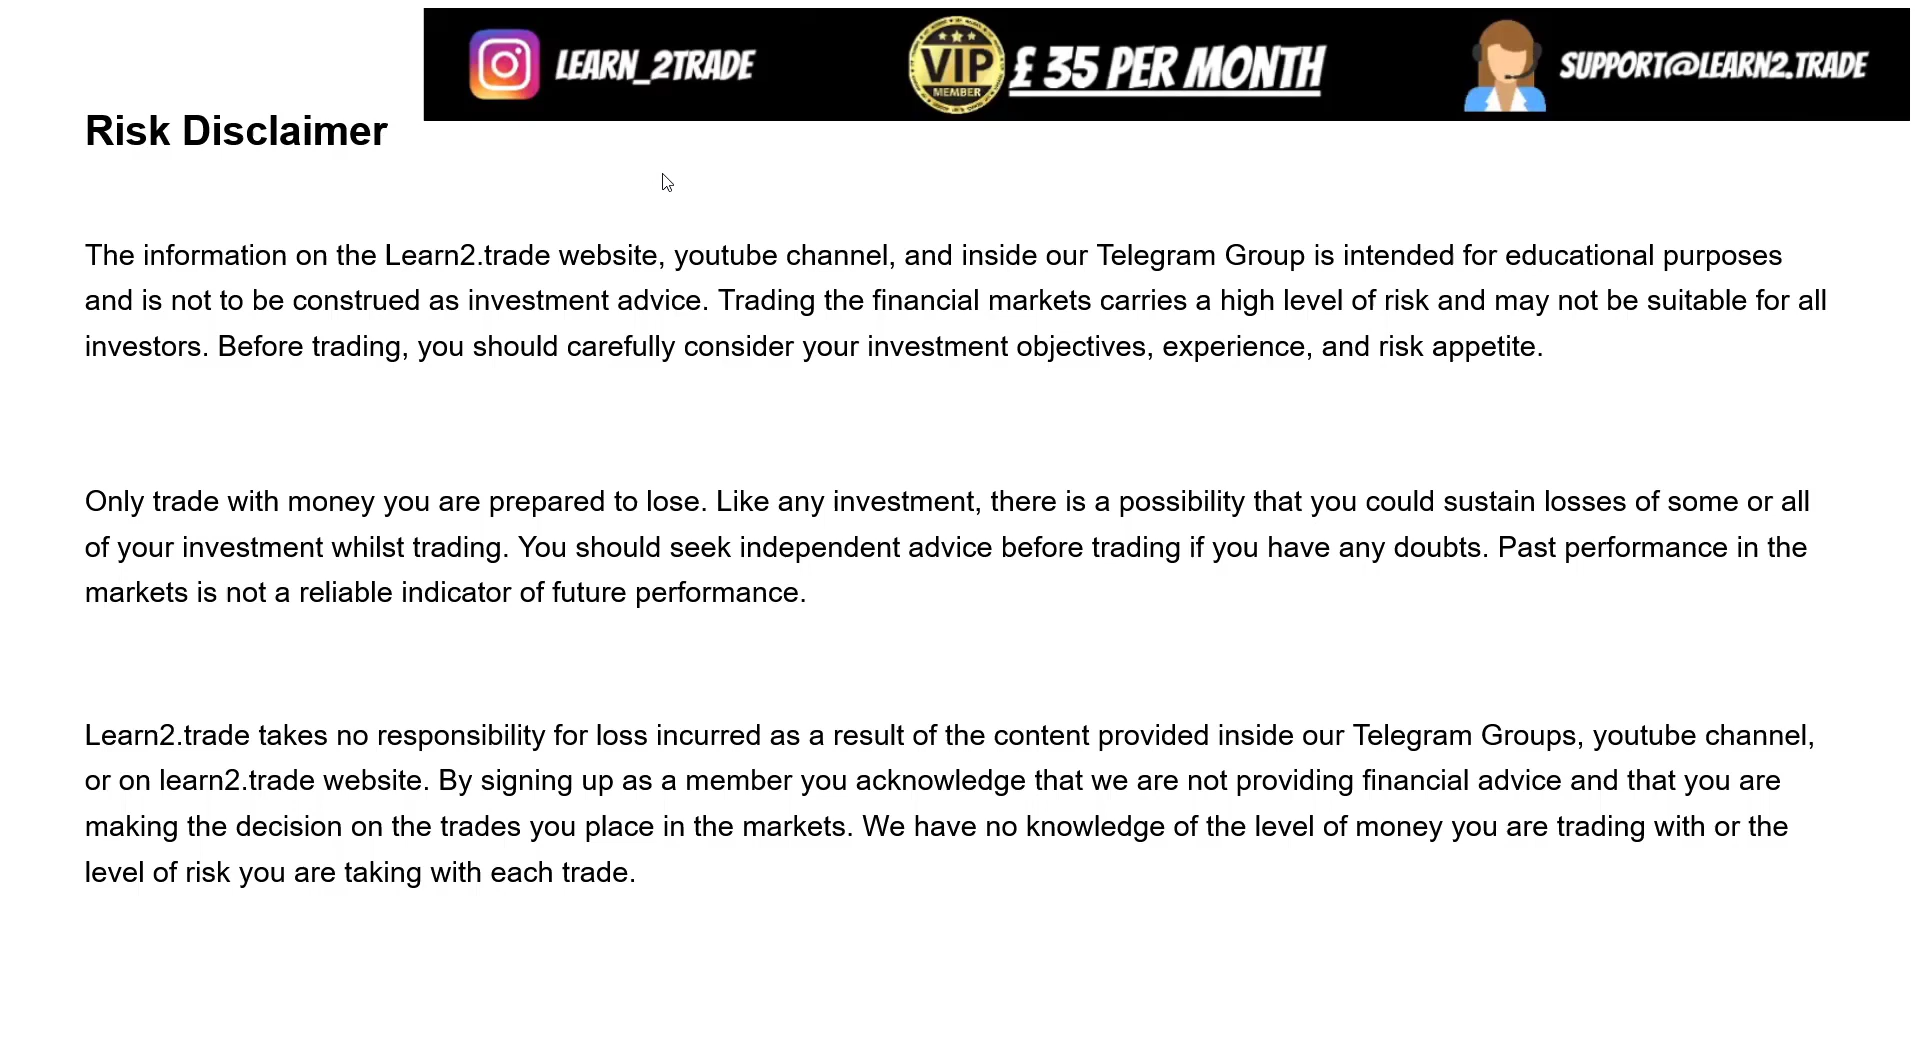 LEARN_2TRADE
VIP
MEMBER
£ 35 PER MONTH
SUPPORT@LEARN2.TRADE
Risk Disclaimer
The information on the Learn2.trade website, youtube channel, and inside our Telegram Group is intended for educational purposes
and is not to be construed as investment advice. Trading the financial markets carries a high level of risk and may not be suitable for all
investors. Before trading, you should carefully consider your investment objectives, experience, and risk appetite.
Only trade with money you are prepared to lose. Like any investment, there is a possibility that you could sustain losses of some or all
of your investment whilst trading. You should seek independent advice before trading if you have any doubts. Past performance in the
markets is not a reliable indicator of future performance.
Learn2.trade takes no responsibility for loss incurred as a result of the content provided inside our Telegram Groups, youtube channel,
or on learn2.trade website. By signing up as a member you acknowledge that we are not providing financial advice and that you are
making the decision on the trades you place in the markets. We have no knowledge of the level of money you are trading with or the
level of risk you are taking with each trade.